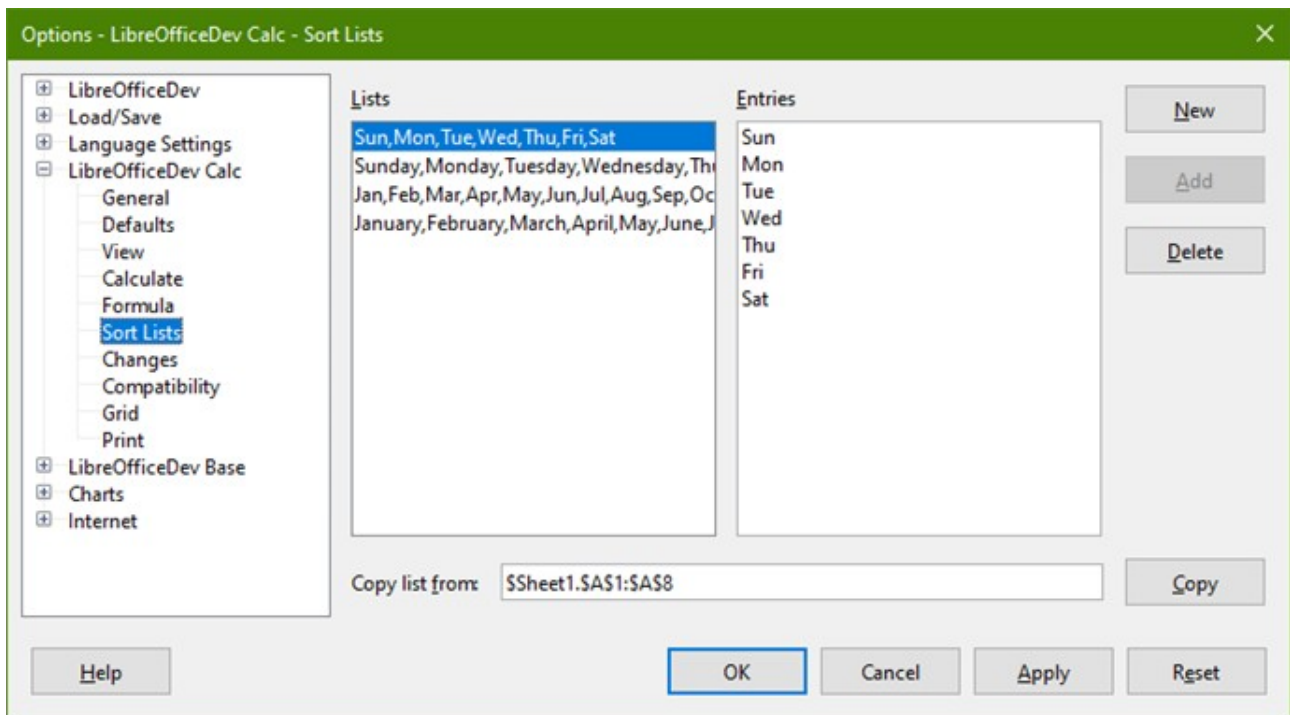 Options - LibreOfficeDev Calc - Sort Lists
LibreOfficeDev
Load/Save
Language Settings
LibreOfficeDev Calc
General
Defaults
View
Calculate
Formula
Sort Lists
Changes
Compatibility
Grid
Print
LibreOfficeDev Base
Charts
Internet
Lists
Sun,Mon,Tue,Wed,Thu,Fri,Sat
Sunday,Monday,Tuesday,Wednesday,Thu
Jan,Feb,Mar,Apr,May,Jun,Jul,Aug,Sep,Oc
January,February,March,April,May,June,J
Entries
Sun
Mon
Tue
Wed
Thu
Fri
Sat
New
Add
Delete
Copy list from: $Sheet1.$A$1:$A$8
Copy
Help
OK
Cancel
Apply
Reset